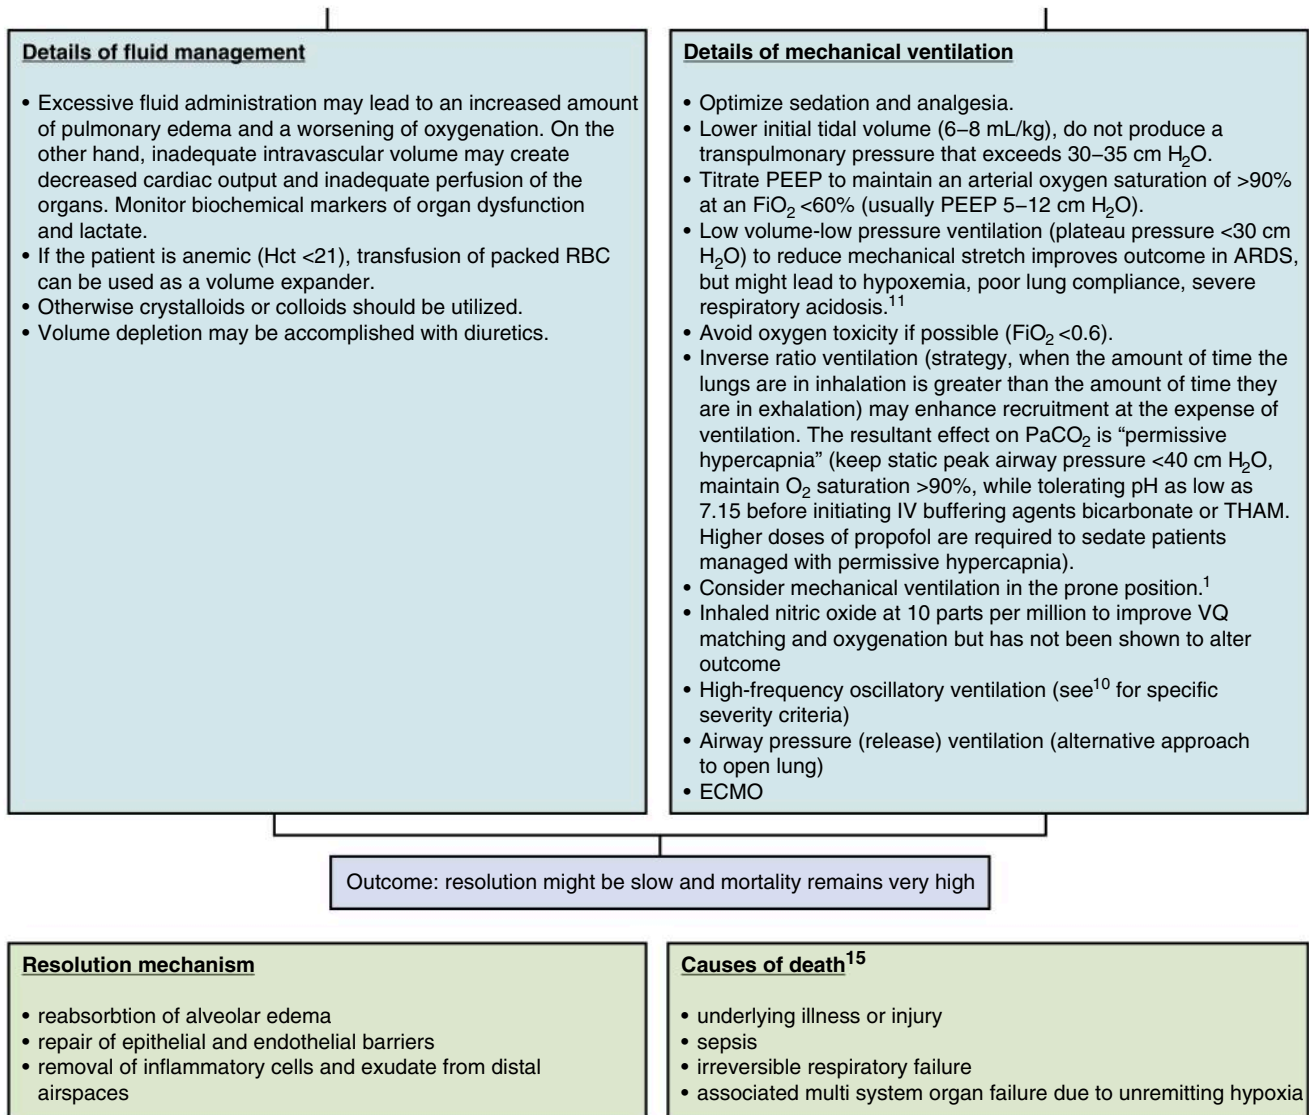 Details of fluid management
• Excessive fluid administration may lead to an increased amount
of pulmonary edema and a worsening of oxygenation. On the
other hand, inadequate intravascular volume may create
decreased cardiac output and inadequate perfusion of the
organs. Monitor biochemical markers of organ dysfunction
and lactate.
• If the patient is anemic (Hct <21), transfusion of packed RBC
can be used as a volume expander.
• Otherwise crystalloids or colloids should be utilized.
• Volume depletion may be accomplished with diuretics.
Details of mechanical ventilation
• Optimize sedation and analgesia.
• Lower initial tidal volume (6–8 mL/kg), do not produce a
transpulmonary pressure that exceeds 30–35 cm H₂O.
• Titrate PEEP to maintain an arterial oxygen saturation of >90%
at an FiO₂ <60% (usually PEEP 5–12 cm H₂O).
• Low volume-low pressure ventilation (plateau pressure <30 cm
H₂O) to reduce mechanical stretch improves outcome in ARDS,
but might lead to hypoxemia, poor lung compliance, severe
respiratory acidosis.¹¹
• Avoid oxygen toxicity if possible (FiO₂ <0.6).
• Inverse ratio ventilation (strategy, when the amount of time the
lungs are in inhalation is greater than the amount of time they
are in exhalation) may enhance recruitment at the expense of
ventilation. The resultant effect on PaCO₂ is “permissive
hypercapnia” (keep static peak airway pressure <40 cm H₂O,
maintain O₂ saturation >90%, while tolerating pH as low as
7.15 before initiating IV buffering agents bicarbonate or THAM.
Higher doses of propofol are required to sedate patients
managed with permissive hypercapnia).
• Consider mechanical ventilation in the prone position.¹
• Inhaled nitric oxide at 10 parts per million to improve VQ
matching and oxygenation but has not been shown to alter
outcome
• High-frequency oscillatory ventilation (see¹⁰ for specific
severity criteria)
• Airway pressure (release) ventilation (alternative approach
to open lung)
• ECMO
Outcome: resolution might be slow and mortality remains very high
Resolution mechanism
• reabsorbtion of alveolar edema
• repair of epithelial and endothelial barriers
• removal of inflammatory cells and exudate from distal
airspaces
Causes of death¹⁵
• underlying illness or injury
• sepsis
• irreversible respiratory failure
• associated multi system organ failure due to unremitting hypoxia